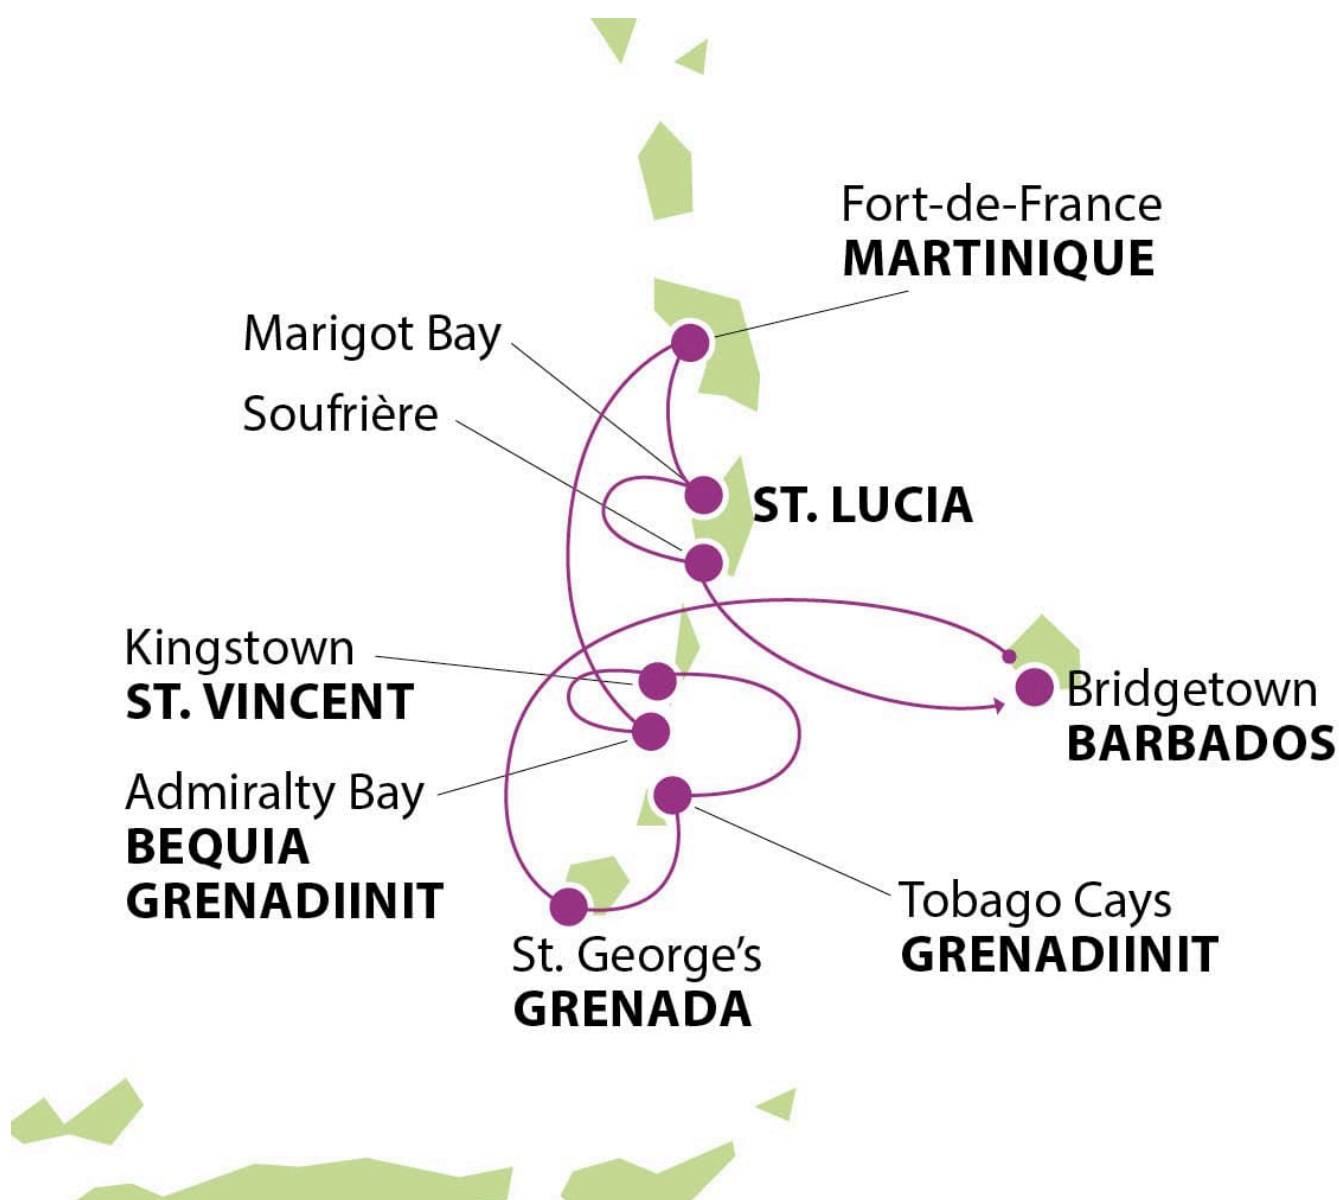 Fort-de-France
MARTINIQUE
Marigot Bay
Soufrière
ST. LUCIA
Kingstown
ST. VINCENT
Bridgetown
BARBADOS
Admiralty Bay
BEQUIA
GRENADIINIT
Tobago Cays
GRENADIINIT
St. George’s
GRENADA